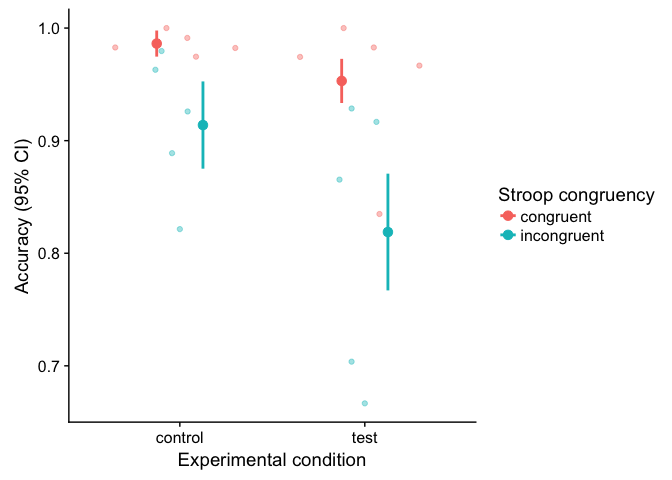 1.0
0.9
0.8
0.7
Accuracy (95% CI)
control
test
Experimental condition
Stroop congruency
congruent
incongruent